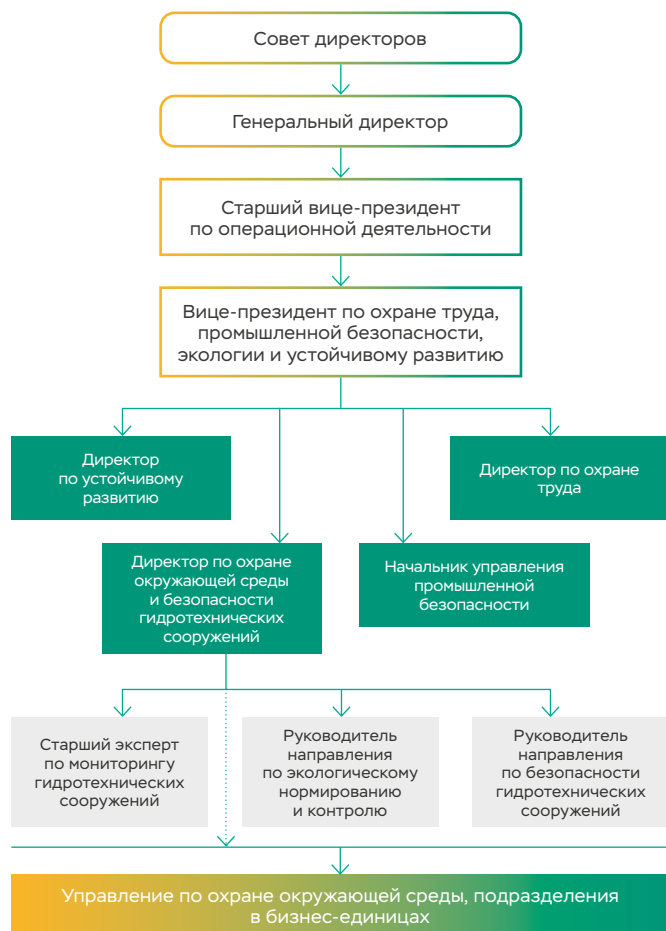 Совет директоров
Генеральный директор
Старший вице-президент
по операционной деятельности
Вице-президент по охране труда,
промышленной безопасности,
экологии и устойчивому развитию
Директор
по устойчивому
развитию
Директор по охране
труда
Директор по охране
окружающей среды
и безопасности
гидротехнических
сооружений
Начальник управления
промышленной
безопасности
Старший эксперт
по мониторингу
гидротехнических
сооружений
Руководитель
направления
по экологическому
нормированию
и контролю
Руководитель
направления
по безопасности
гидротехнических
сооружений
Управление по охране окружающей среды, подразделения
в бизнес-единицах